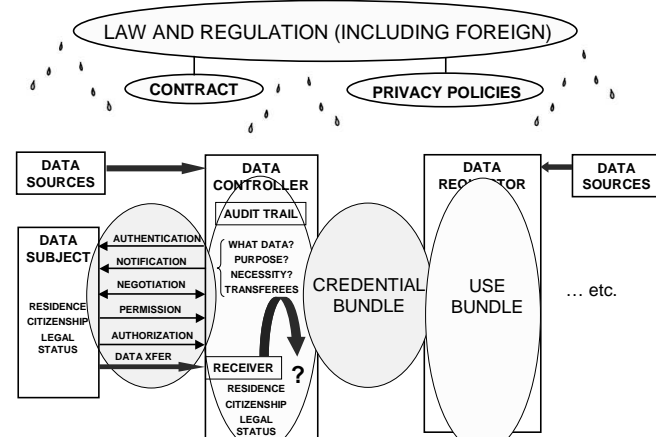 LAW AND REGULATION (INCLUDING FOREIGN)
CONTRACT
PRIVACY POLICIES
DATA
SOURCES
DATA
CONTROLLER
AUDIT TRAIL
DATA
DATA
SOURCES
DATA
SUBJECT
RESIDENCE
CITIZENSHIP
LEGAL
STATUS
AUTHENTICATION
NOTIFICATION
NEGOTIATION
PERMISSION
AUTHORIZATION
DATA XFER
WHAT DATA?
PURPOSE?
NECESSITY?
TRANSFEREES
RECEIVER
?
RESIDENCE
CITIZENSHIP
LEGAL
STATUS
CREDENTIAL
BUNDLE
USE
BUNDLE
... etc.